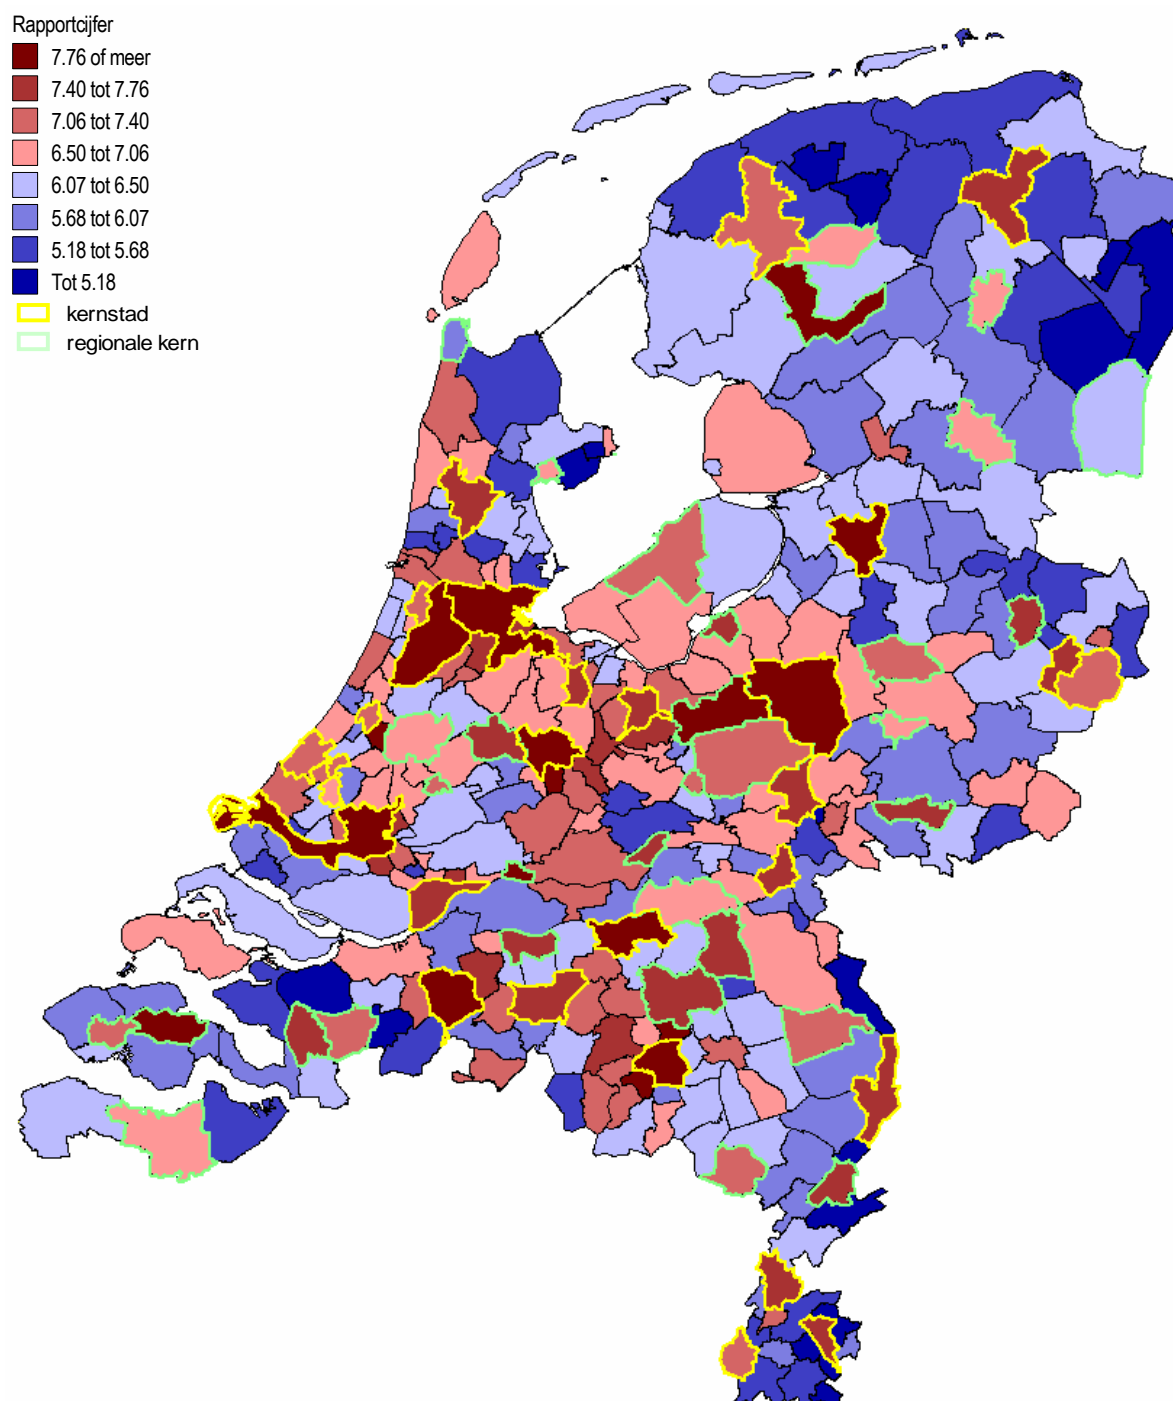 Rapportcijfer
7.76 of meer
7.40 tot 7.76
7.06 tot 7.40
6.50 tot 7.06
6.07 tot 6.50
5.68 tot 6.07
5.18 tot 5.68
Tot 5.18
kernstad
regionale kern